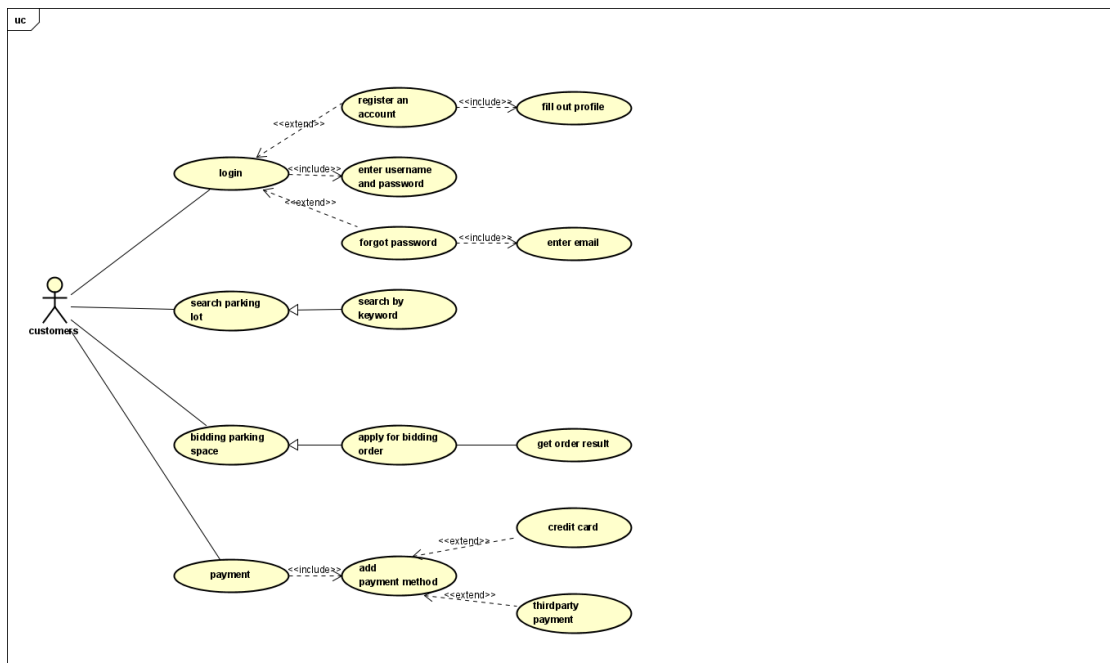 uc
register an
account
<<include>>
fill out profile
<<extend>>
login
<<include>>
enter username
and password
<<extend>>
forgot password
<<include>>
enter email
customers
search parking
lot
search by
keyword
bidding parking
space
apply for bidding
order
get order result
credit card
<<extend>>
payment
<<include>>
add
payment method
<<extend>>
thirdparty
payment